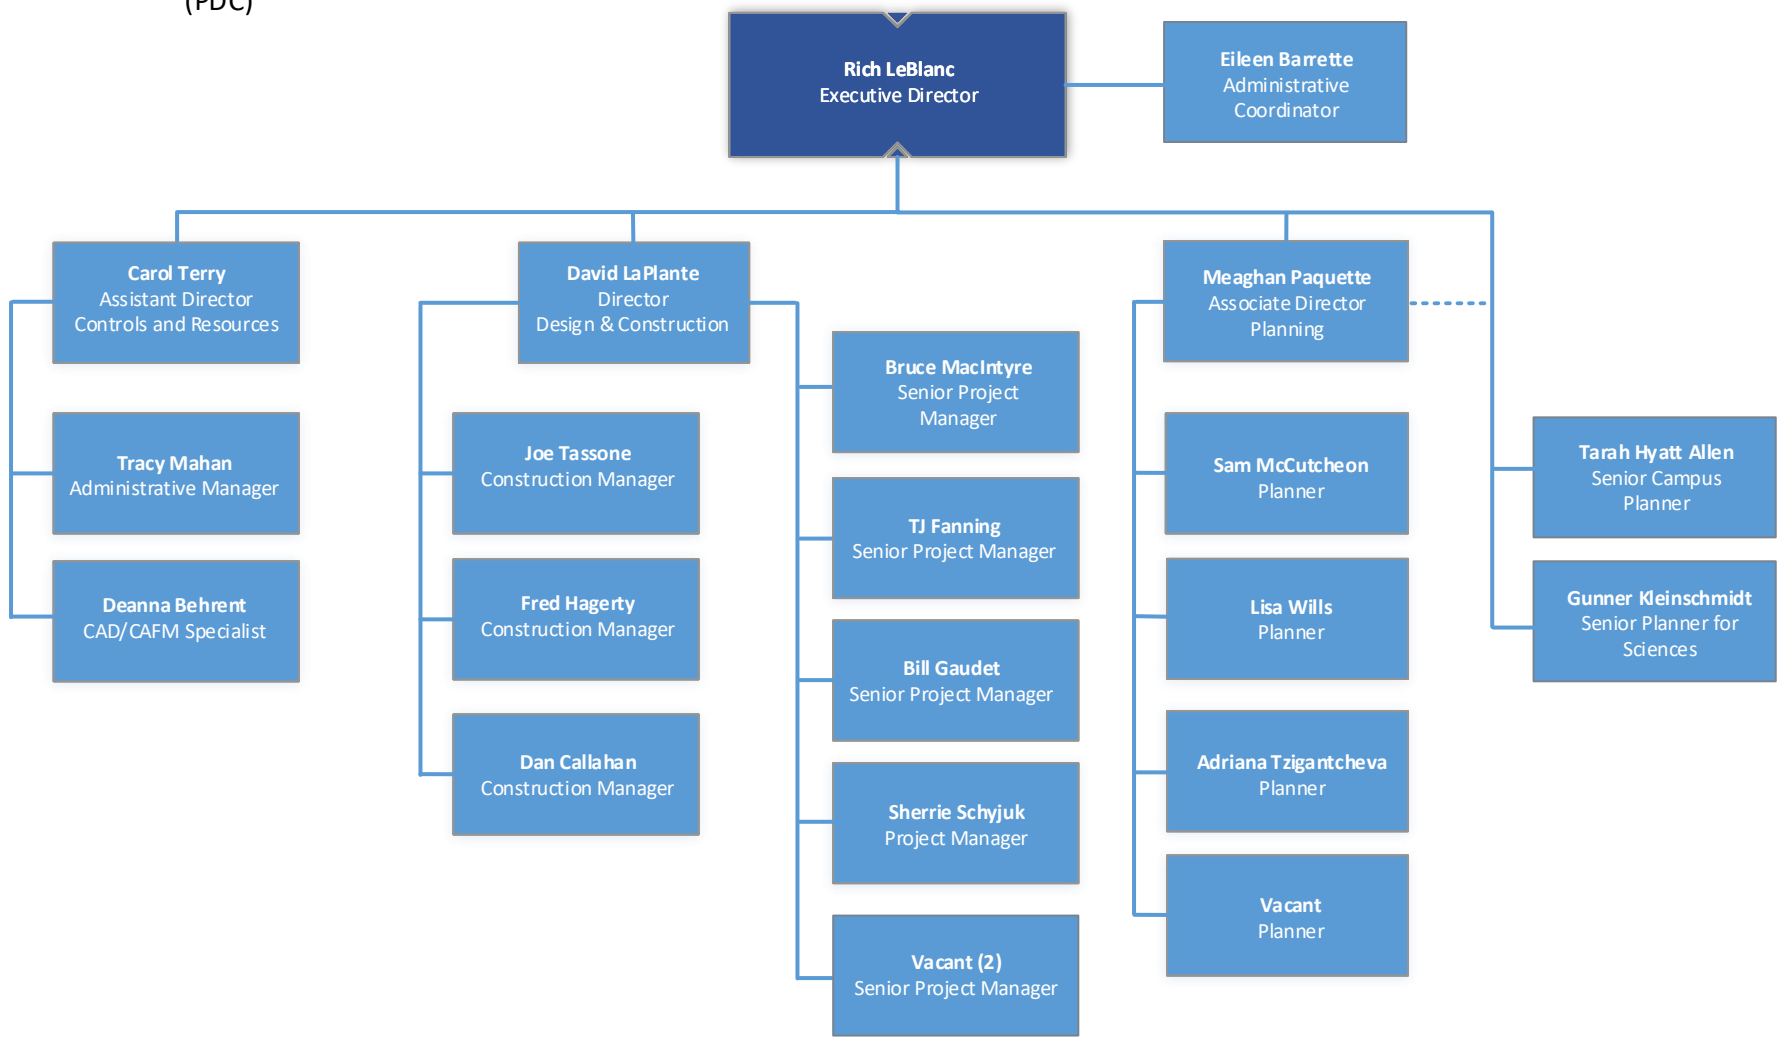 (PDC)
Rich LeBlanc
Executive Director
Eileen Barrette
Administrative
Coordinator
Carol Terry
Assistant Director
Controls and Resources
Tracy Mahan
Administrative Manager
Deanna Behrent
CAD/CAFM Specialist
David LaPlante
Director
Design & Construction
Joe Tassone
Construction Manager
Fred Hagerty
Construction Manager
Dan Callahan
Construction Manager
Bruce MacIntyre
Senior Project
Manager
TJ Fanning
Senior Project Manager
Bill Gaudet
Senior Project Manager
Sherrie Schyjuk
Project Manager
Vacant (2)
Senior Project Manager
Meaghan Paquette
Associate Director
Planning
Sam McCutcheon
Planner
Lisa Wills
Planner
Adriana Tzigantcheva
Planner
Vacant
Planner
Tarah Hyatt Allen
Senior Campus
Planner
Gunner Kleinschmidt
Senior Planner for
Sciences